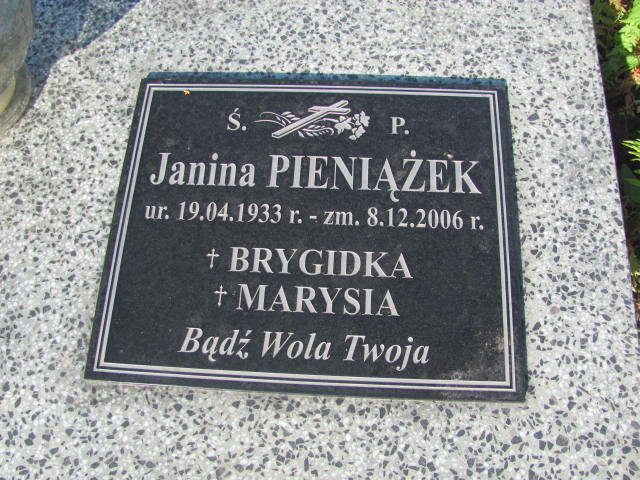 Ś. P.
Janina PIENIĄŻEK
ur. 19.04.1933 r. - zm. 8.12.2006 r.
† BRYGIDKA
† MARYSIA
Bądź Wola Twoja